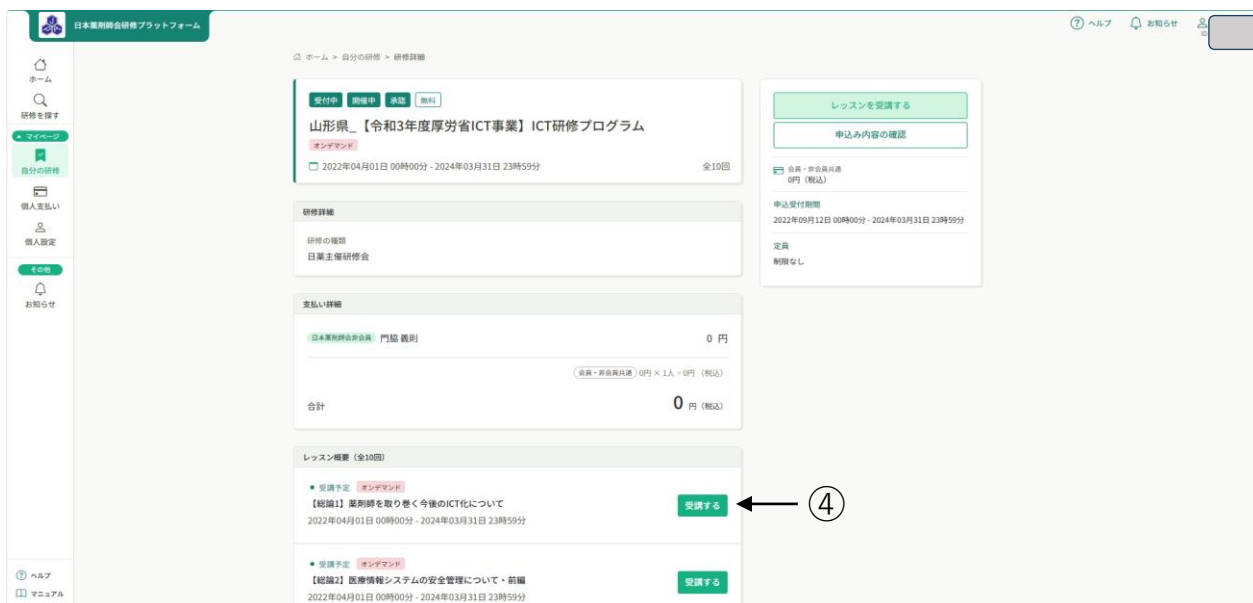 日本薬剤師会研修プラットフォーム
ヘルプ
お知らせ
ID
ホーム
研修を探す
マイページ
自分の研修
個人支払い
個人設定
その他
お知らせ
ヘルプ
マニュアル
ホーム > 自分の研修 > 研修詳細
受付中 開催中 承認 無料
山形県_【令和3年度厚労省ICT事業】ICT研修プログラム
オンデマンド
2022年04月01日 00時00分 - 2024年03月31日 23時59分 全10回
研修詳細
研修の種類
日薬主催研修会
支払い詳細
日本薬剤師会非会員 門脇 義則 0 円
会員・非会員共通 0円 × 1人 = 0円 (税込)
合計 0 円 (税込)
レッスン概要（全10回）
受講予定 オンデマンド
【総論1】薬剤師を取り巻く今後のICT化について
2022年04月01日 00時00分 - 2024年03月31日 23時59分
受講する
④
受講予定 オンデマンド
【総論2】医療情報システムの安全管理について・前編
2022年04月01日 00時00分 - 2024年03月31日 23時59分
受講する
レッスンを受講する
申込み内容の確認
会員・非会員共通
0円 (税込)
申込受付期間
2022年09月12日 00時00分 - 2024年03月31日 23時59分
定員
制限なし